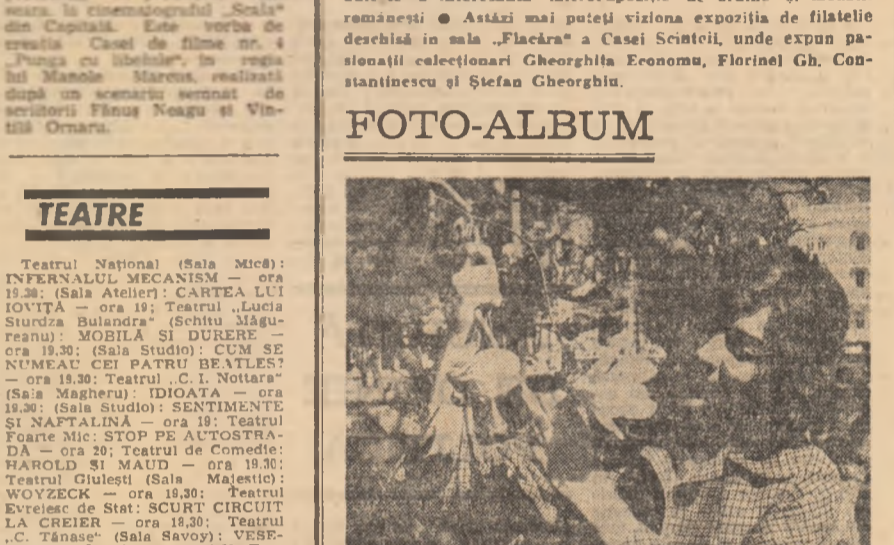 seara, la cinematograful „Scala"
din Capitală. Este vorba de
creația Casei de filme nr. 4
„Punga cu libelule", în regia
lui Manole Marcus, realizată
după un scenariu semnat de
scriitorii Fănuș Neagu și Vin-
tilă Ornaru.
TEATRE
Teatrul Național (Sala Mică):
INFERNALUL MECANISM — ora
19,30; (Sala Atelier): CARTEA LUI
IOVIȚĂ — ora 19; Teatrul „Lucia
Sturdza Bulandra" (Schitu Măgu-
reanu): MOBILĂ ȘI DURERE —
ora 19,30; (Sala Studio): CUM SE
NUMEAU CEI PATRU BEATLES?
— ora 19,30; Teatrul „C. I. Nottara"
(Sala Magheru): IDIOATA — ora
19,30; (Sala Studio): SENTIMENTE
ȘI NAFTALINĂ — ora 19; Teatrul
Foarte Mic: STOP PE AUTOSTRA-
DĂ — ora 20; Teatrul de Comedie:
HAROLD ȘI MAUD — ora 19,30;
Teatrul Giulești (Sala Majestic):
WOYZECK — ora 19,30; Teatrul
Evreiesc de Stat: SCURT CIRCUIT
LA CREIER — ora 18,30; Teatrul
„C. Tănase" (Sala Savoy): VESE-
românești ● Astăzi mai puteți viziona expoziția de filatelie
deschisă în sala „Flacăra" a Casei Scînteii, unde expun pa-
sionații colecționari Gheorghița Economu, Florinel Gh. Con-
stantinescu și Ștefan Gheorghiu.
FOTO-ALBUM